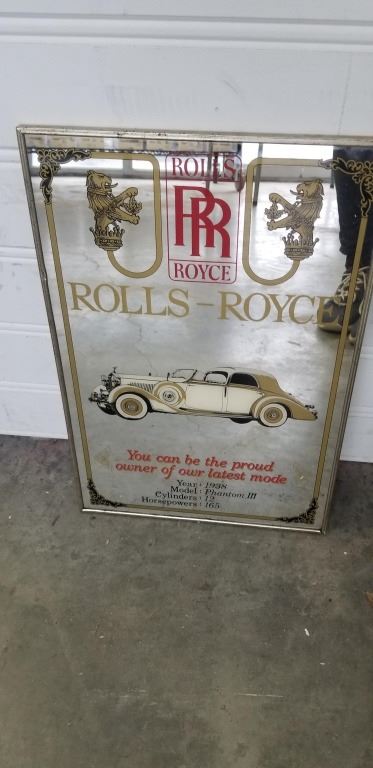 ROLLS
RR
ROYCE
ROLLS-ROYCE
You can be the proud
owner of our latest mode
Year : 1938
Model : Phantom III
Cylinders : 12
Horsepowers : 165